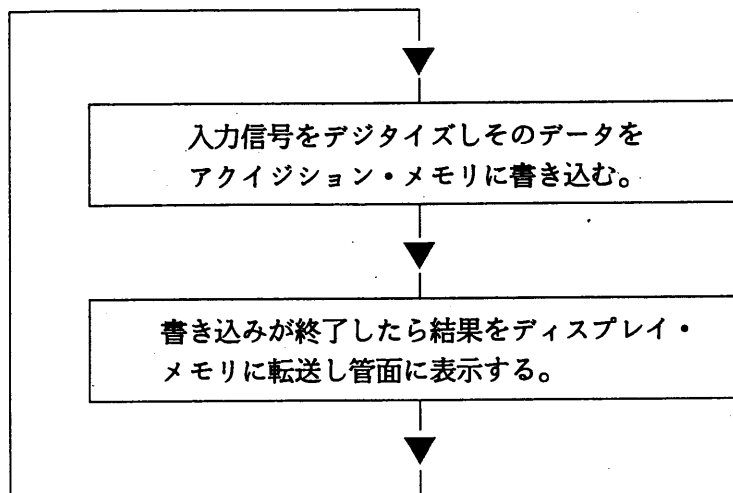 入力信号をデジタイズしそのデータを
アクイジション・メモリに書き込む。
書き込みが終了したら結果をディスプレイ・
メモリに転送し管面に表示する。